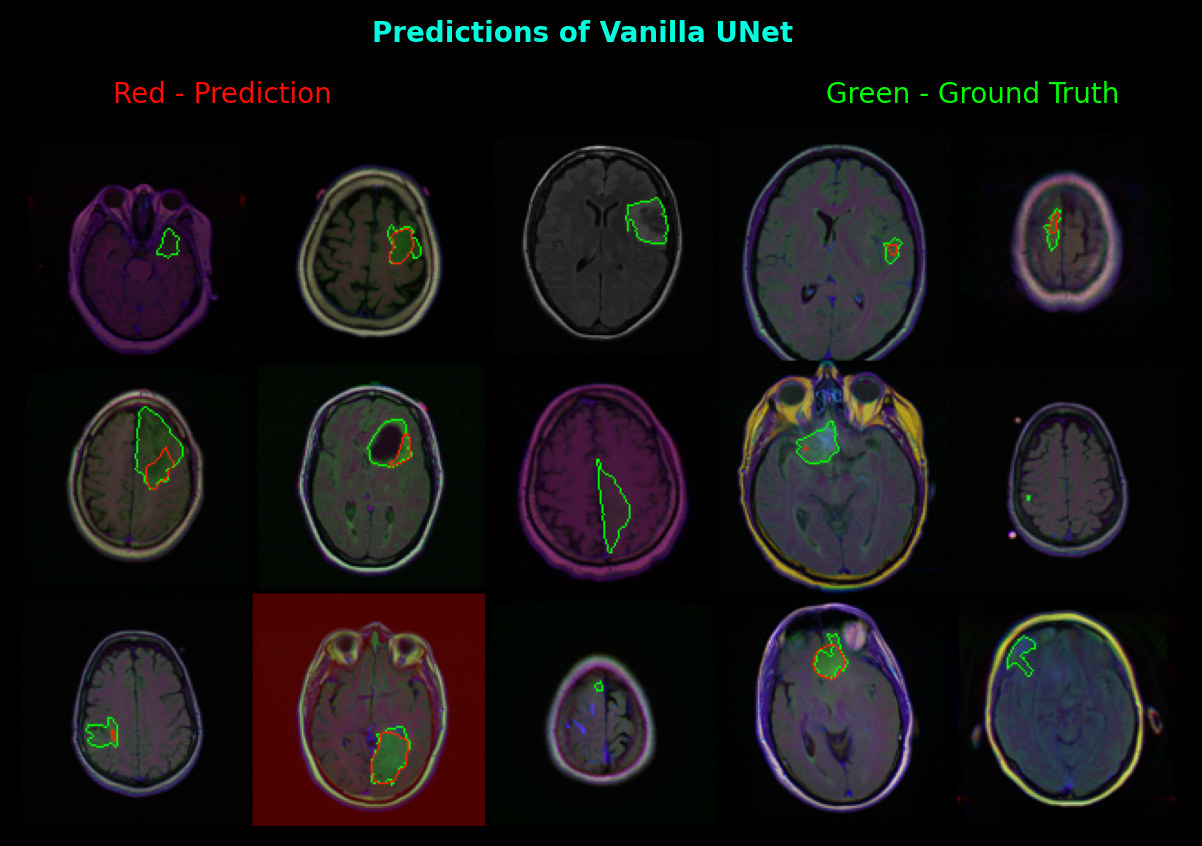 Predictions of Vanilla UNet
Red - Prediction
Green - Ground Truth